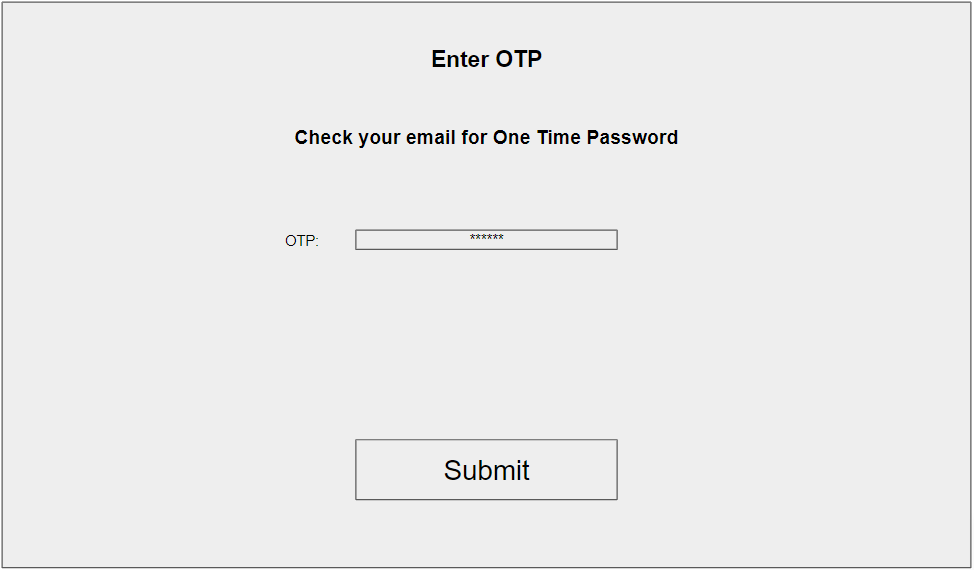 Enter OTP
Check your email for One Time Password
OTP: ******
Submit